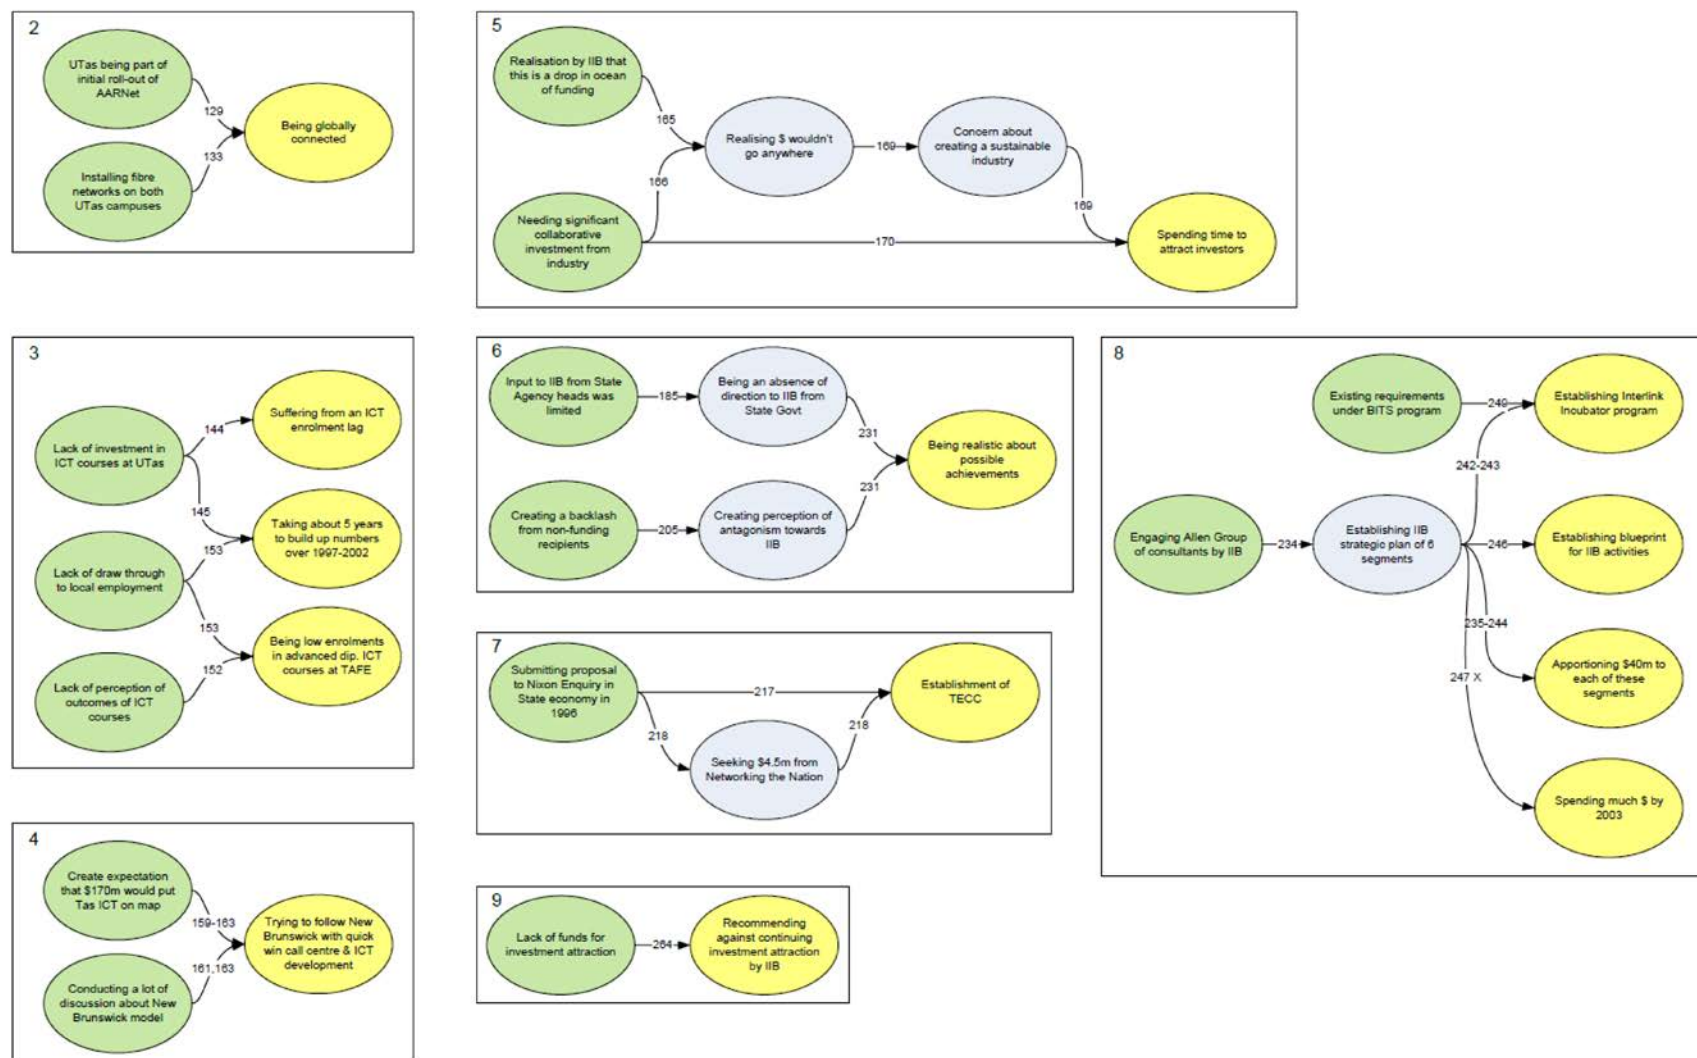 2
UTas being part of
initial roll-out of
AARNet
129
Being globally
connected
133
Installing fibre
networks on both
UTas campuses
5
Realisation by IIB that
this is a drop in ocean
of funding
165
Realising $ wouldn't
go anywhere
169
Concern about
creating a sustainable
industry
166
169
Needing significant
collaborative
investment from
industry
170
Spending time to
attract investors
3
Suffering from an ICT
enrolment lag
144
Lack of investment in
ICT courses at UTas
145
Taking about 5 years
to build up numbers
over 1997-2002
153
Lack of draw through
to local employment
153
Being low enrolments
in advanced dip. ICT
courses at TAFE
152
Lack of perception of
outcomes of ICT
courses
6
Input to IIB from State
Agency heads was
limited
185
Being an absence of
direction to IIB from
State Govt
231
Being realistic about
possible
achievements
231
Creating a backlash
from non-funding
recipients
205
Creating perception of
antagonism towards
IIB
8
Existing requirements
under BITS program
249
Establishing Interlink
Incubator program
242-243
Engaging Allen Group
of consultants by IIB
234
Establishing IIB
strategic plan of 6
segments
246
Establishing blueprint
for IIB activities
235-244
Apportioning $40m to
each of these
segments
247 X
Spending much $ by
2003
7
Submitting proposal
to Nixon Enquiry in
State economy in
1996
217
Establishment of
TECC
218
218
Seeking $4.5m from
Networking the Nation
4
Create expectation
that $170m would put
Tas ICT on map
159-163
Trying to follow New
Brunswick with quick
win call centre & ICT
development
161,163
Conducting a lot of
discussion about New
Brunswick model
9
Lack of funds for
investment attraction
264
Recommending
against continuing
investment attraction
by IIB